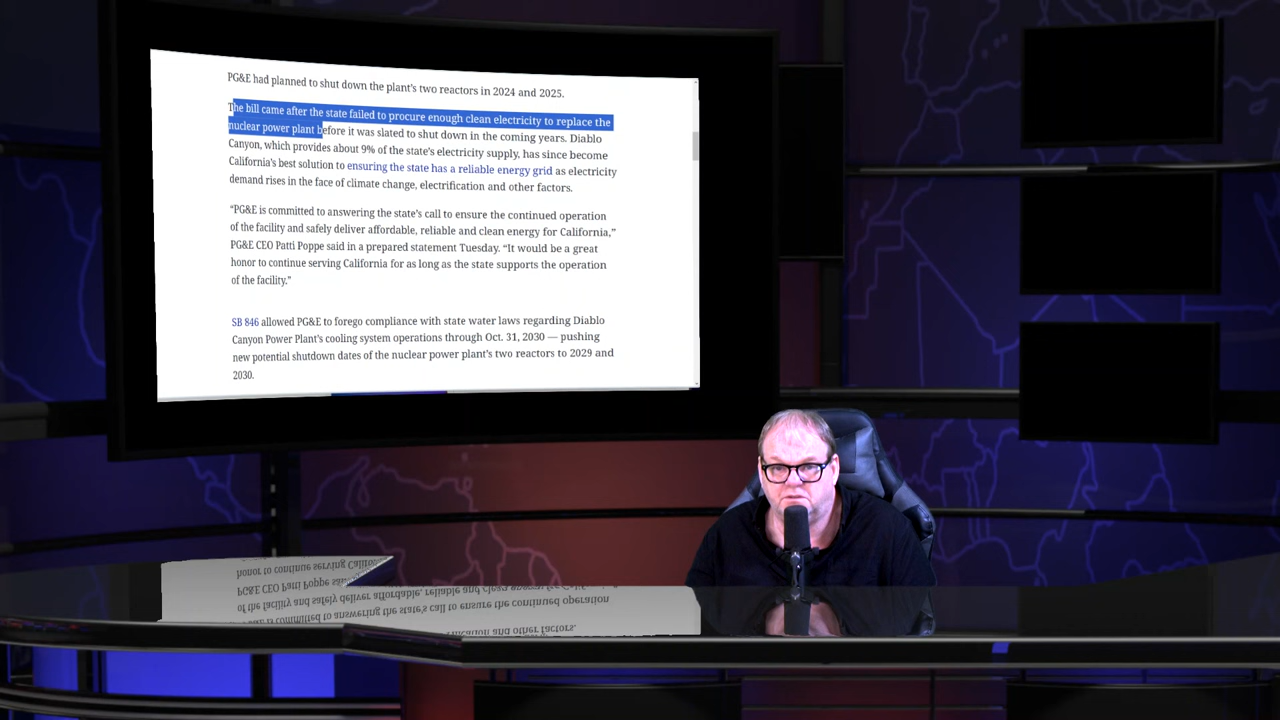 PG&E had planned to shut down the plant's two reactors in 2024 and 2025.
The bill came after the state failed to procure enough clean electricity to replace the
nuclear power plant before it was slated to shut down in the coming years. Diablo
Canyon, which provides about 9% of the state's electricity supply, has since become
California's best solution to ensuring the state has a reliable energy grid as electricity
demand rises in the face of climate change, electrification and other factors.
“PG&E is committed to answering the state's call to ensure the continued operation
of the facility and safely deliver affordable, reliable and clean energy for California,”
PG&E CEO Patti Poppe said in a prepared statement Tuesday. “It would be a great
honor to continue serving California for as long as the state supports the operation
of the facility.”
SB 846 allowed PG&E to forego compliance with state water laws regarding Diablo
Canyon Power Plant's cooling system operations through Oct. 31, 2030 — pushing
new potential shutdown dates of the nuclear power plant's two reactors to 2029 and
2030.